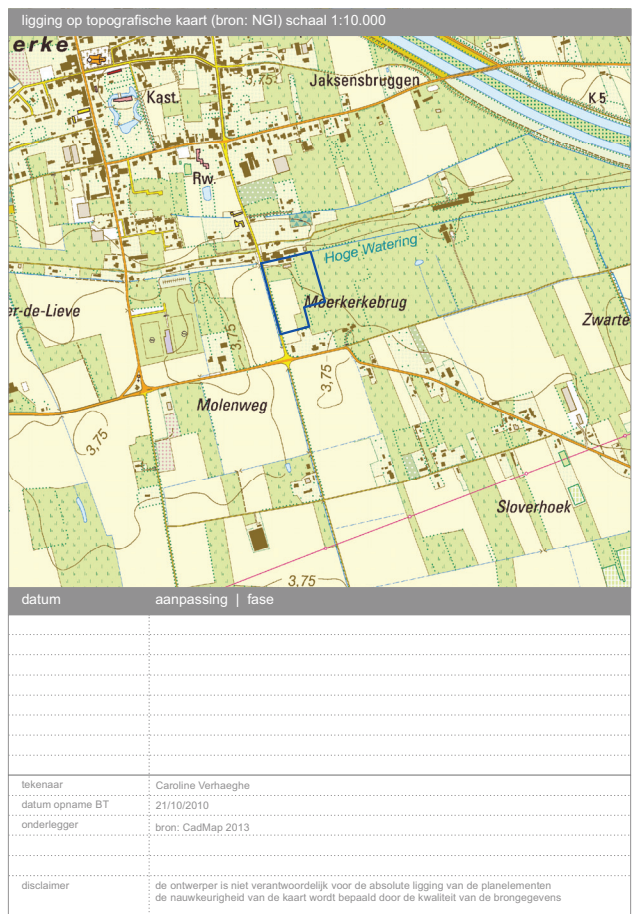 ligging op topografische kaart (bron: NGI) schaal 1:10.000
erke
3,75
Jaksensbruggen
Kast.
K 5
Rw.
Hoge Watering
Moerkerkebrug
er-de-Lieve
3,75
Zwarte
3,75
Molenweg
3,75
Sloverhoek
3,75
datum aanpassing | fase
tekenaar Caroline Verhaeghe
datum opname BT 21/10/2010
onderlegger bron: CadMap 2013
disclaimer de ontwerper is niet verantwoordelijk voor de absolute ligging van de planelementen
de nauwkeurigheid van de kaart wordt bepaald door de kwaliteit van de brongegevens